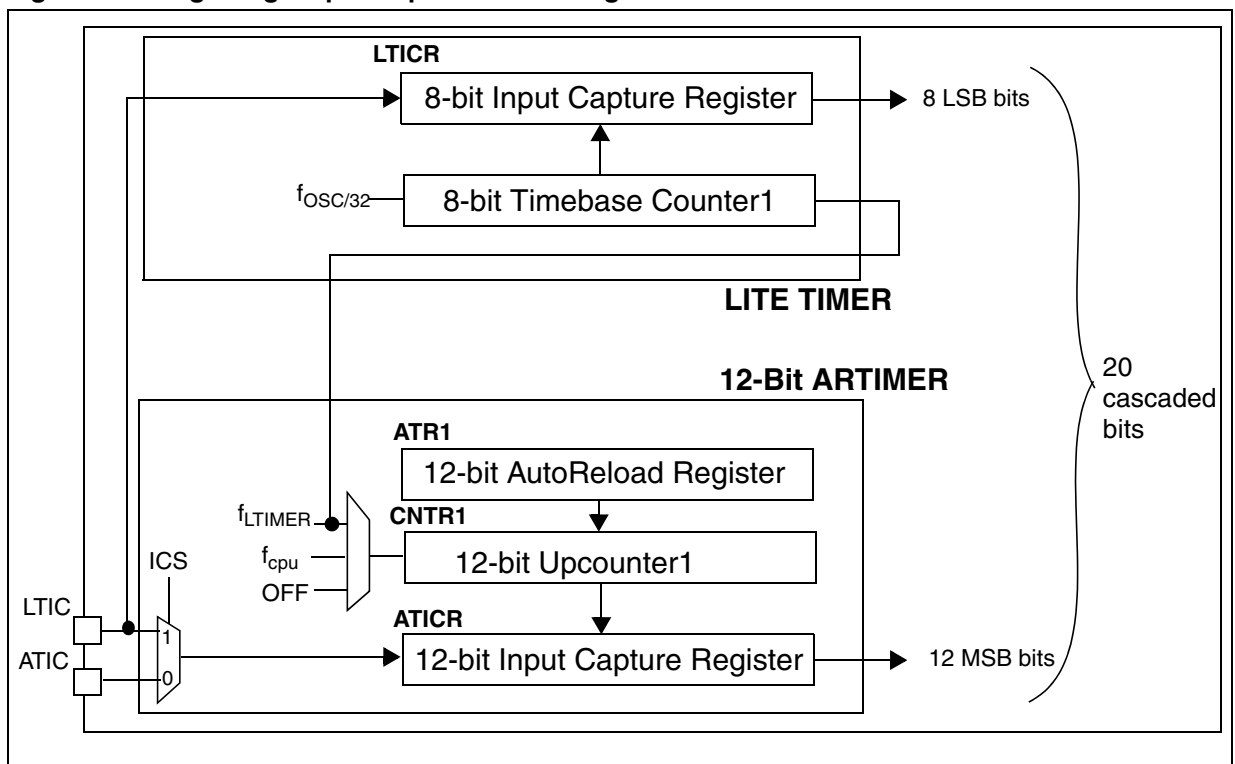 LTICR
8-bit Input Capture Register
8 LSB bits
fOSC/32
8-bit Timebase Counter1
LITE TIMER
20
cascaded
bits
12-Bit ARTIMER
ATR1
12-bit AutoReload Register
fLTIMER
CNTR1
fcpu
12-bit Upcounter1
OFF
ICS
LTIC
ATICR
1
ATIC
12-bit Input Capture Register
12 MSB bits
0